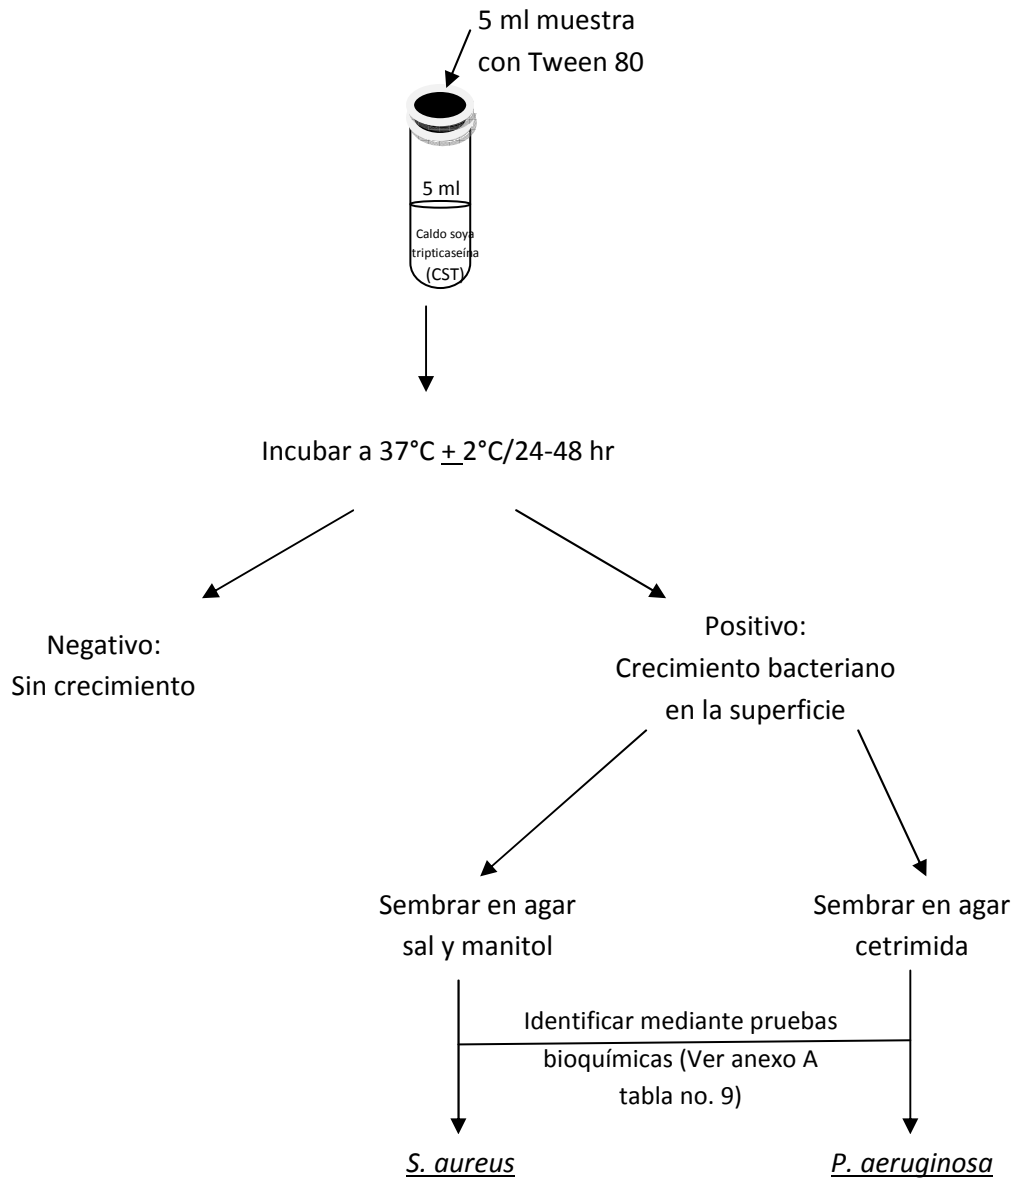 5 ml muestra
con Tween 80
5 ml
Caldo soya
tripticaseína
(CST)
Incubar a 37°C + 2°C/24-48 hr
Negativo:
Sin crecimiento
Positivo:
Crecimiento bacteriano
en la superficie
Sembrar en agar
sal y manitol
Sembrar en agar
cetrimida
Identificar mediante pruebas
bioquímicas (Ver anexo A
tabla no. 9)
S. aureus
P. aeruginosa